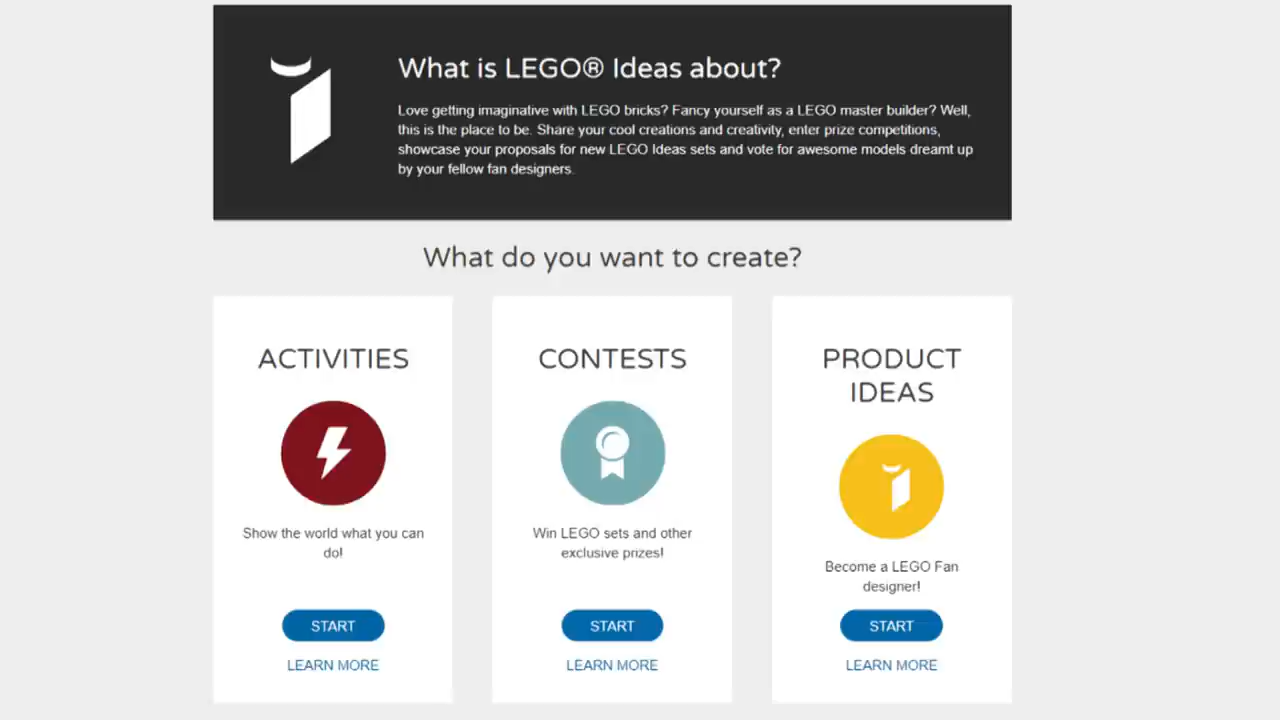 What is LEGO® Ideas about?
Love getting imaginative with LEGO bricks? Fancy yourself as a LEGO master builder? Well,
this is the place to be. Share your cool creations and creativity, enter prize competitions,
showcase your proposals for new LEGO Ideas sets and vote for awesome models dreamt up
by your fellow fan designers.
What do you want to create?
ACTIVITIES
Show the world what you can
do!
START
LEARN MORE
CONTESTS
Win LEGO sets and other
exclusive prizes!
START
LEARN MORE
PRODUCT
IDEAS
Become a LEGO Fan
designer!
START
LEARN MORE